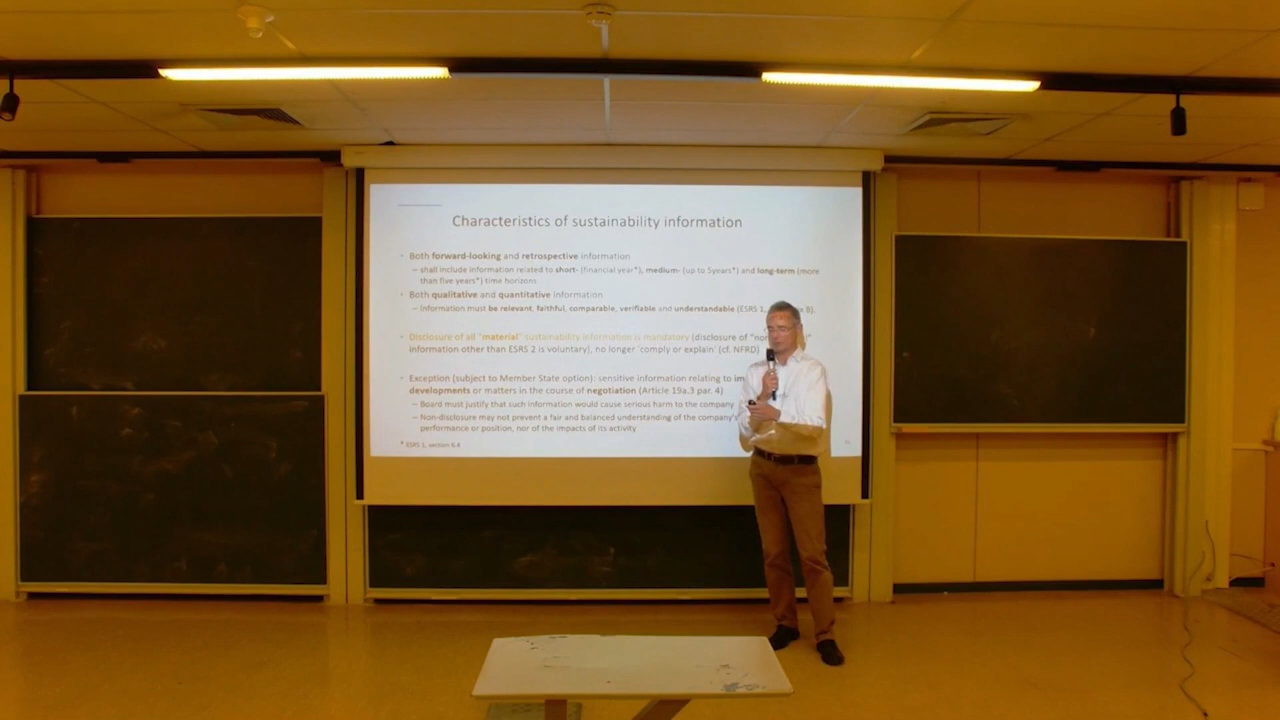 Characteristics of sustainability information
• Both forward-looking and retrospective information
– shall include information related to short- (financial year*), medium- (up to 5years*) and long-term (more
than five years*) time horizons
• Both qualitative and quantitative information
– Information must be relevant, faithful, comparable, verifiable and understandable (ESRS 1, x B).
• Disclosure of all "material" sustainability information is mandatory (disclosure of
information other than ESRS 2 is voluntary), no longer 'comply or explain' (cf. NFRD)
• Exception (subject to Member State option): sensitive information relating to
developments or matters in the course of negotiation (Article 19a.3 par. 4)
– Board must justify that such information would cause serious harm to the company
– Non-disclosure may not prevent a fair and balanced understanding of the company's
performance or position, nor of the impacts of its activity
* ESRS 1, section 6.4